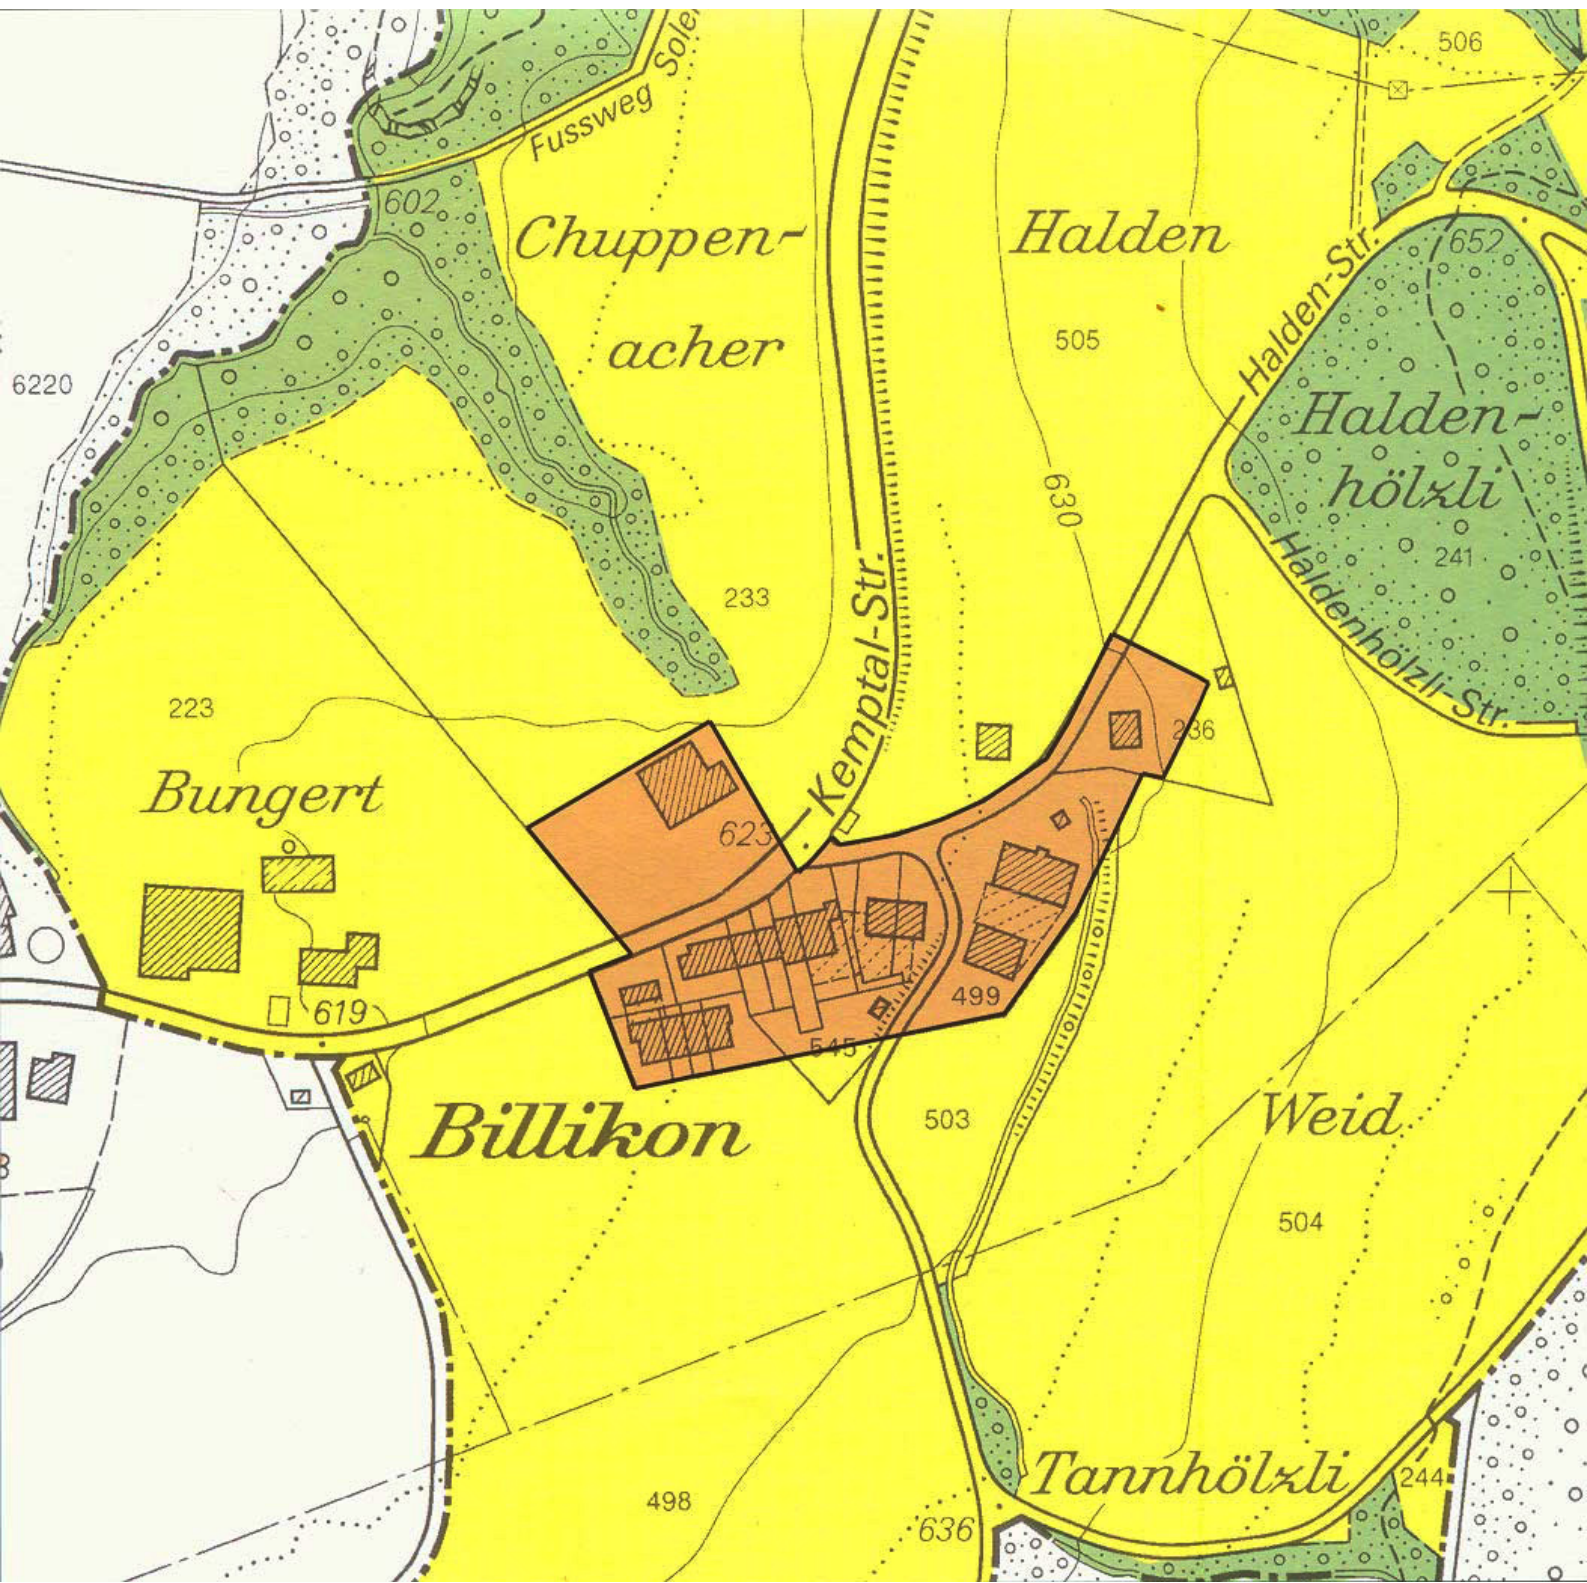 506
Fussweg
602
Chuppen-
acher
Halden
Halden-Str.
652
505
6220
Halden-
hölzli
241
630
Haldenhölzli-Str.
233
Kemptal-Str.
223
236
Bungert
623
499
619
545
Billikon
503
Weid
504
Tannhölzli
244
498
636